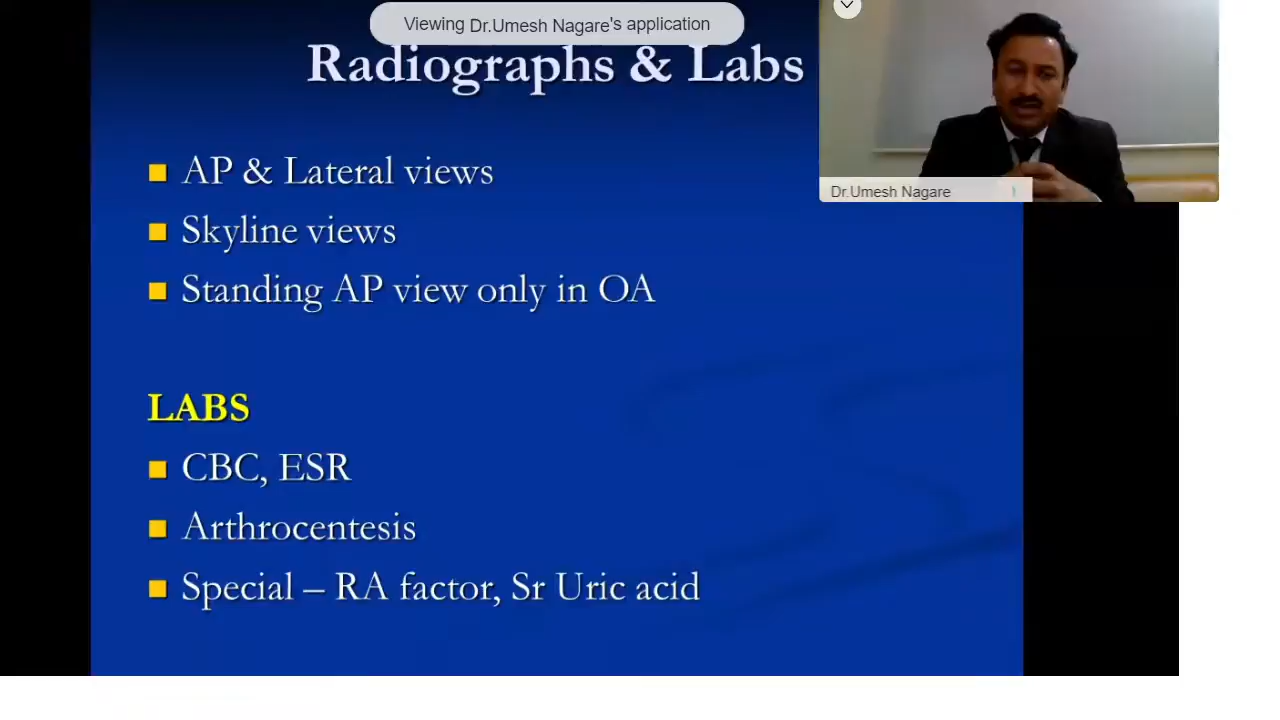 Viewing Dr.Umesh Nagare's application
Radiographs & Labs
Dr.Umesh Nagare
AP & Lateral views
Skyline views
Standing AP view only in OA
LABS
CBC, ESR
Arthrocentesis
Special – RA factor, Sr Uric acid